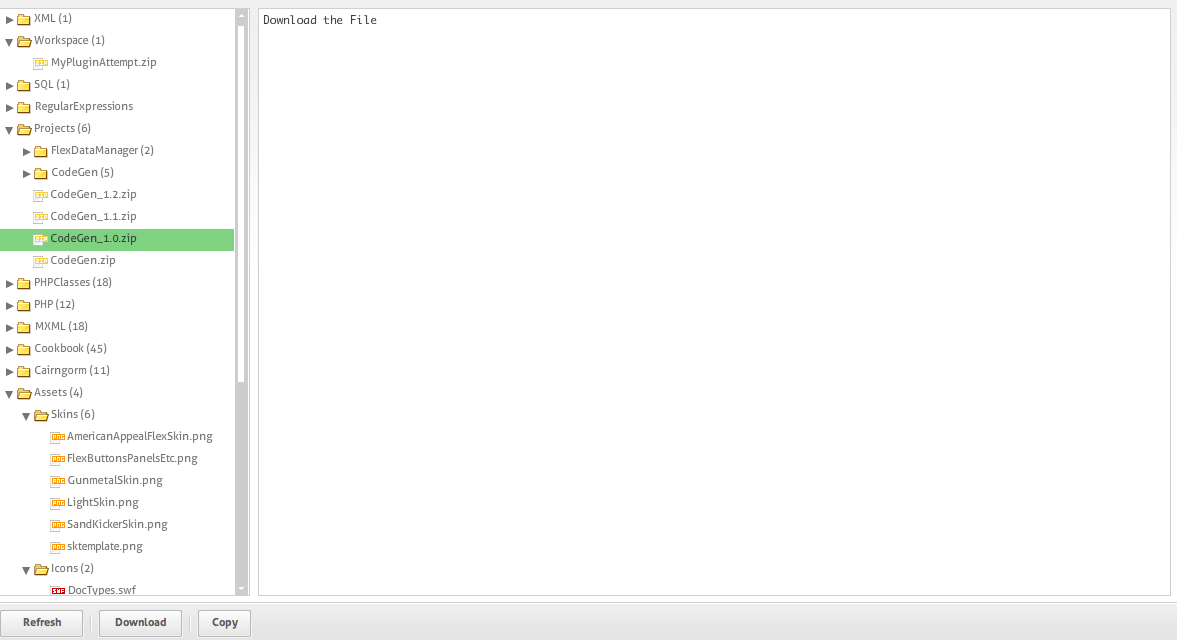 XML (1)
Workspace (1)
MyPluginAttempt.zip
SQL (1)
RegularExpressions
Projects (6)
FlexDataManager (2)
CodeGen (5)
CodeGen_1.2.zip
CodeGen_1.1.zip
CodeGen_1.0.zip
CodeGen.zip
PHPClasses (18)
PHP (12)
MXML (18)
Cookbook (45)
Cairngorm (11)
Assets (4)
Skins (6)
AmericanAppealFlexSkin.png
FlexButtonsPanelsEtc.png
GunmetalSkin.png
LightSkin.png
SandKickerSkin.png
sktemplate.png
Icons (2)
DocTypes.swf
Download the File
Refresh Download Copy